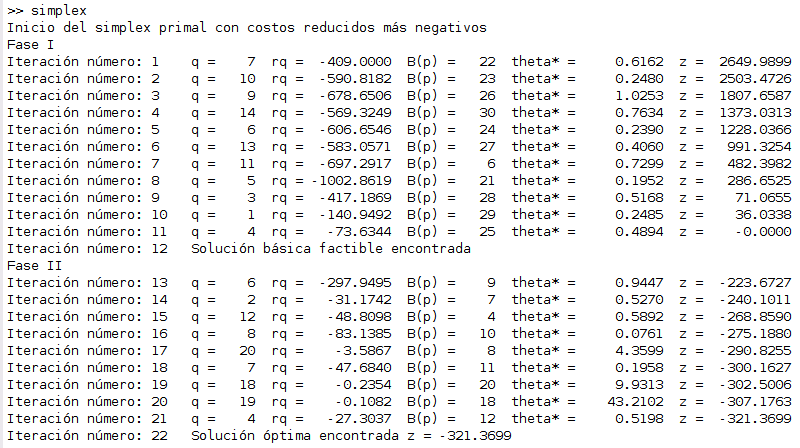 >> simplex
Inicio del simplex primal con costos reducidos más negativos
Fase I
Iteración número: 1 q = 7 rq = -409.0000 B(p) = 22 theta* = 0.6162 z = 2649.9899
Iteración número: 2 q = 10 rq = -590.8182 B(p) = 23 theta* = 0.2480 z = 2503.4726
Iteración número: 3 q = 9 rq = -678.6506 B(p) = 26 theta* = 1.0253 z = 1807.6587
Iteración número: 4 q = 14 rq = -569.3249 B(p) = 30 theta* = 0.7634 z = 1373.0313
Iteración número: 5 q = 6 rq = -606.6546 B(p) = 24 theta* = 0.2390 z = 1228.0366
Iteración número: 6 q = 13 rq = -583.0571 B(p) = 27 theta* = 0.4060 z = 991.3254
Iteración número: 7 q = 11 rq = -697.2917 B(p) = 6 theta* = 0.7299 z = 482.3982
Iteración número: 8 q = 5 rq = -1002.8619 B(p) = 21 theta* = 0.1952 z = 286.6525
Iteración número: 9 q = 3 rq = -417.1869 B(p) = 28 theta* = 0.5168 z = 71.0655
Iteración número: 10 q = 1 rq = -140.9492 B(p) = 29 theta* = 0.2485 z = 36.0338
Iteración número: 11 q = 4 rq = -73.6344 B(p) = 25 theta* = 0.4894 z = -0.0000
Iteración número: 12 Solución básica factible encontrada
Fase II
Iteración número: 13 q = 6 rq = -297.9495 B(p) = 9 theta* = 0.9447 z = -223.6727
Iteración número: 14 q = 2 rq = -31.1742 B(p) = 7 theta* = 0.5270 z = -240.1011
Iteración número: 15 q = 12 rq = -48.8098 B(p) = 4 theta* = 0.5892 z = -268.8590
Iteración número: 16 q = 8 rq = -83.1385 B(p) = 10 theta* = 0.0761 z = -275.1880
Iteración número: 17 q = 20 rq = -3.5867 B(p) = 8 theta* = 4.3599 z = -290.8255
Iteración número: 18 q = 7 rq = -47.6840 B(p) = 11 theta* = 0.1958 z = -300.1627
Iteración número: 19 q = 18 rq = -0.2354 B(p) = 20 theta* = 9.9313 z = -302.5006
Iteración número: 20 q = 19 rq = -0.1082 B(p) = 18 theta* = 43.2102 z = -307.1763
Iteración número: 21 q = 4 rq = -27.3037 B(p) = 12 theta* = 0.5198 z = -321.3699
Iteración número: 22 Solución óptima encontrada z = -321.3699